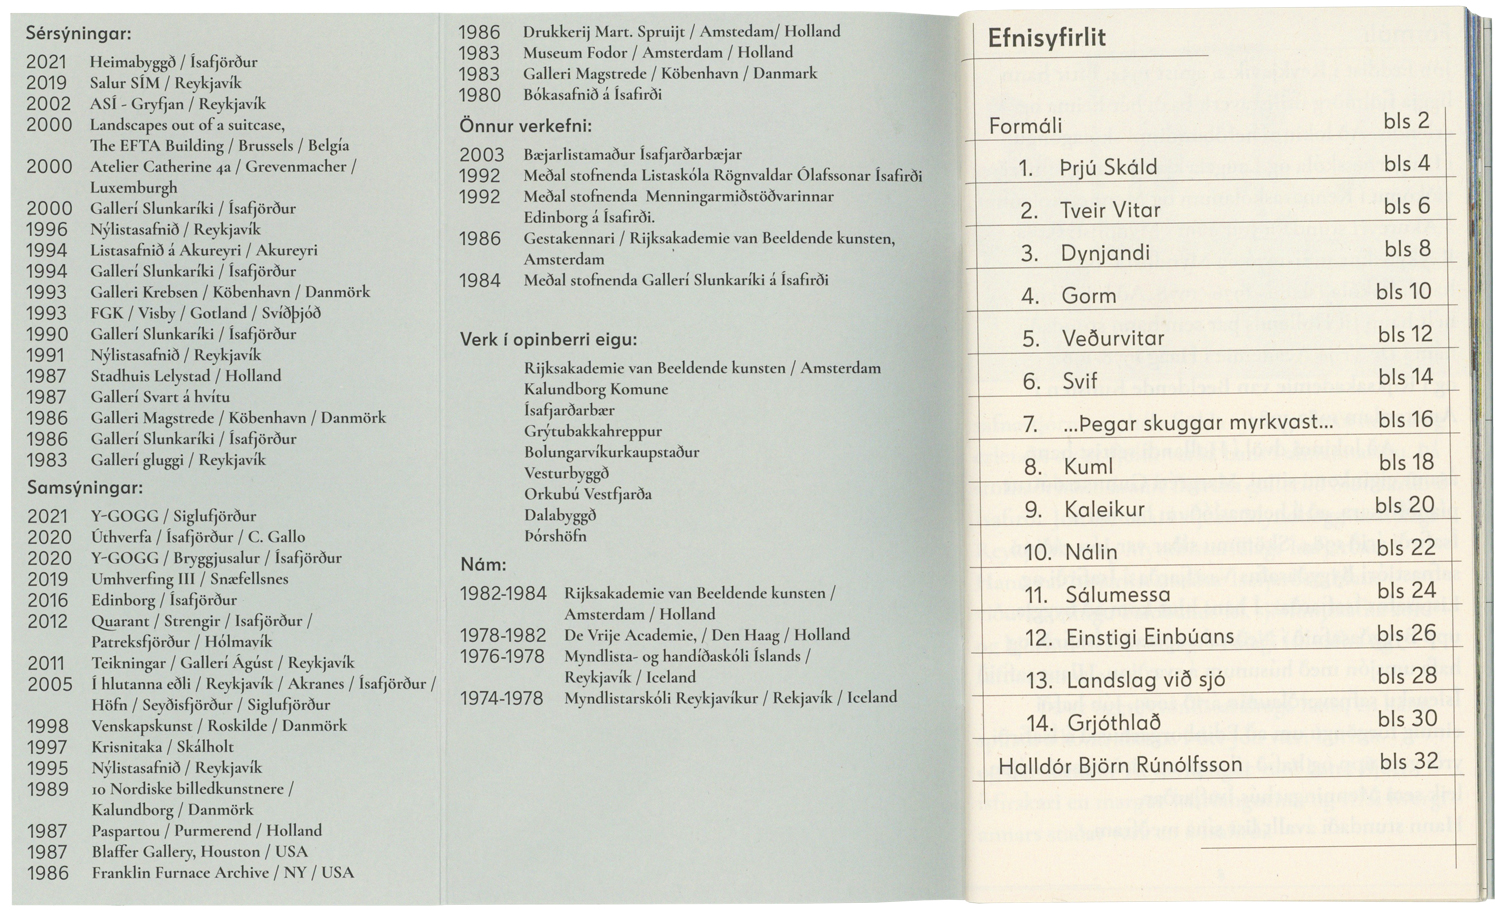 Sérsýningar:
2021 Heimabyggð / Ísafjörður
2019 Salur SÍM / Reykjavík
2002 ASÍ - Gryfjan / Reykjavík
2000 Landscapes out of a suitcase,
The EFTA Building / Brussels / Belgía
2000 Atelier Catherine 4a / Grevenmacher /
Luxemburgh
2000 Gallerí Slunkaríki / Ísafjörður
1996 Nýlistasafnið / Reykjavík
1994 Listasafnið á Akureyri / Akureyri
1994 Gallerí Slunkaríki / Ísafjörður
1993 Galleri Krebsen / Köbenhavn / Danmörk
1993 FGK / Visby / Gotland / Svíðþjóð
1990 Gallerí Slunkaríki / Ísafjörður
1991 Nýlistasafnið / Reykjavík
1987 Stadhuis Lelystad / Holland
1987 Gallerí Svart á hvítu
1986 Galleri Magstrede / Köbenhavn / Danmörk
1986 Gallerí Slunkaríki / Ísafjörður
1983 Gallerí gluggi / Reykjavík
Samsýningar:
2021 Y-GOGG / Siglufjörður
2020 Úthverfa / Ísafjörður / C. Gallo
2020 Y-GOGG / Bryggjusalur / Ísafjörður
2019 Umhverfing III / Snæfellsnes
2016 Edinborg / Ísafjörður
2012 Quarant / Strengir / Isafjörður /
Patreksfjörður / Hólmavík
2011 Teikningar / Gallerí Ágúst / Reykjavík
2005 Í hlutanna eðli / Reykjavík / Akranes / Ísafjörður /
Höfn / Seyðisfjörður / Siglufjörður
1998 Venskapskunst / Roskilde / Danmörk
1997 Krisnitaka / Skálholt
1995 Nýlistasafnið / Reykjavík
1989 10 Nordiske billedkunstnere /
Kalundborg / Danmörk
1987 Paspartou / Purmerend / Holland
1987 Blaffer Gallery, Houston / USA
1986 Franklin Furnace Archive / NY / USA
1986 Drukkerij Mart. Spruijt / Amstedam/ Holland
1983 Museum Fodor / Amsterdam / Holland
1983 Galleri Magstrede / Köbenhavn / Danmark
1980 Bókasafnið á Ísafirði
Önnur verkefni:
2003 Bæjarlistamaður Ísafjarðarbæjar
1992 Meðal stofnenda Listaskóla Rögnvaldar Ólafssonar Ísafirði
1992 Meðal stofnenda Menningarmiðstöðvarinnar
Edinborg á Ísafirði.
1986 Gestakennari / Rijksakademie van Beeldende kunsten,
Amsterdam
1984 Meðal stofnenda Gallerí Slunkaríki á Ísafirði
Verk í opinberri eigu:
Rijksakademie van Beeldende kunsten / Amsterdam
Kalundborg Komune
Ísafjarðarbær
Grýtubakkahreppur
Bolungarvíkurkaupstaður
Vesturbyggð
Orkubú Vestfjarða
Dalabyggð
Þórshöfn
Nám:
1982-1984 Rijksakademie van Beeldende kunsten /
Amsterdam / Holland
1978-1982 De Vrije Academie, / Den Haag / Holland
1976-1978 Myndlista- og handíðaskóli Íslands /
Reykjavík / Iceland
1974-1978 Myndlistarskóli Reykjavíkur / Rekjavík / Iceland
Efnisyfirlit
Formáli bls 2
1. Þrjú Skáld bls 4
2. Tveir Vitar bls 6
3. Dynjandi bls 8
4. Gorm bls 10
5. Veðurvitar bls 12
6. Svif bls 14
7. ...Þegar skuggar myrkvast... bls 16
8. Kuml bls 18
9. Kaleikur bls 20
10. Nálin bls 22
11. Sálumessa bls 24
12. Einstigi Einbúans bls 26
13. Landslag við sjó bls 28
14. Grjóthlað bls 30
Halldór Björn Rúnólfsson bls 32